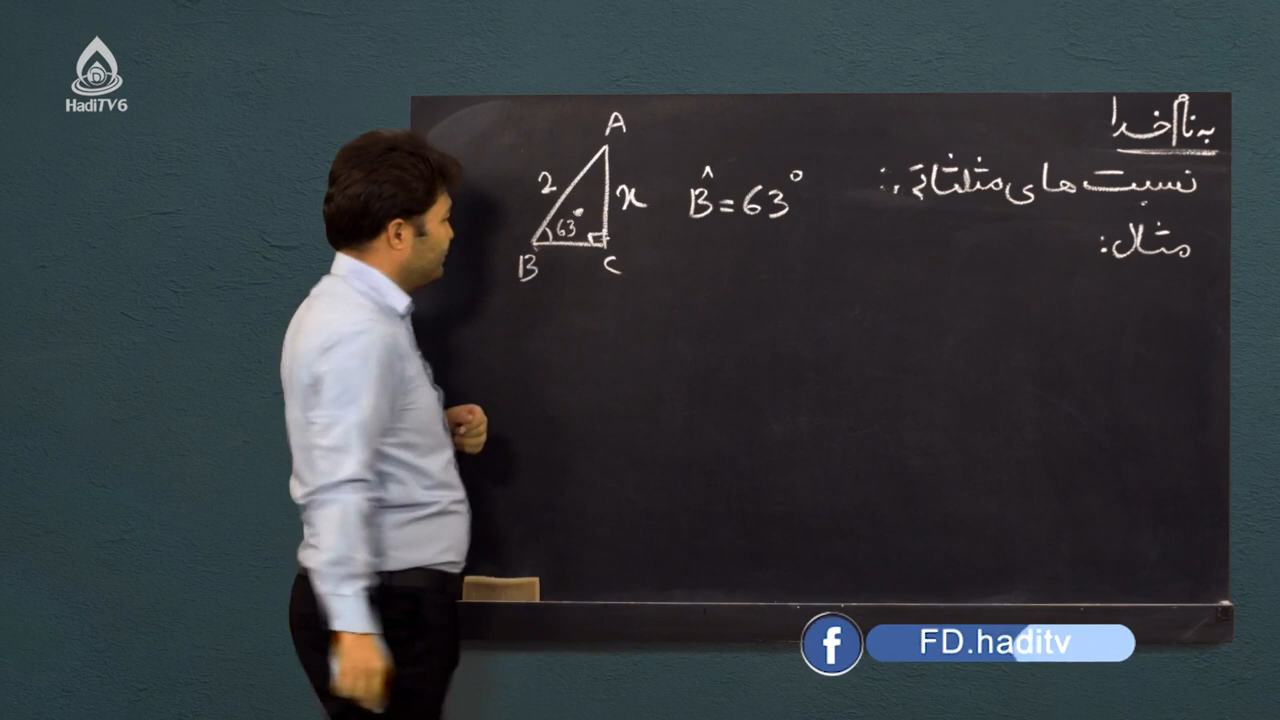 HadiTV6
به نام خدا
نسبت های مثلثاتی:
مثال:
A
2
x
63°
B
C
B̂ = 63°
FD.haditv